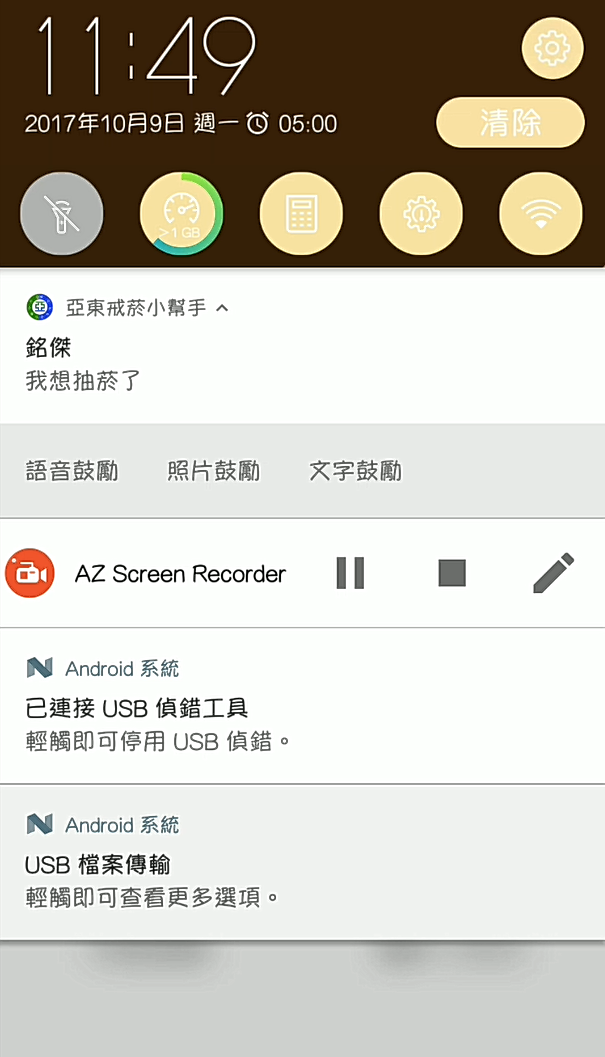 11:49
2017年10月9日 週一 05:00
清除
>1 GB
亞東戒菸小幫手
銘傑
我想抽菸了
語音鼓勵 照片鼓勵 文字鼓勵
AZ Screen Recorder
Android 系統
已連接 USB 偵錯工具
輕觸即可停用 USB 偵錯。
Android 系統
USB 檔案傳輸
輕觸即可查看更多選項。